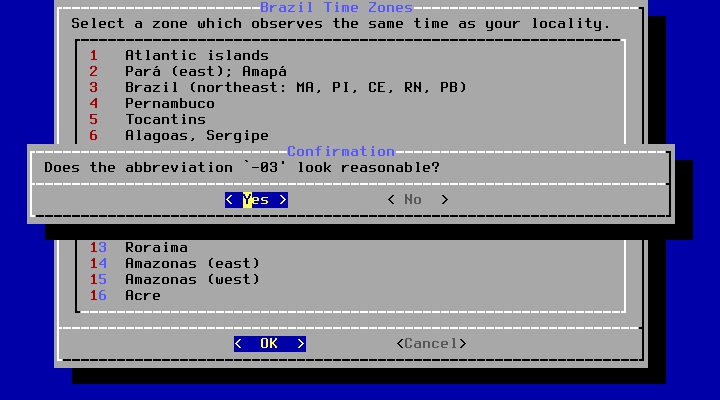 Brazil Time Zones
Select a zone which observes the same time as your locality.
1 Atlantic islands
2 Pará (east); Amapá
3 Brazil (northeast: MA, PI, CE, RN, PB)
4 Pernambuco
5 Tocantins
6 Alagoas, Sergipe
Confirmation
Does the abbreviation `-03' look reasonable?
< Yes > < No >
13 Roraima
14 Amazonas (east)
15 Amazonas (west)
16 Acre
< OK > <Cancel>